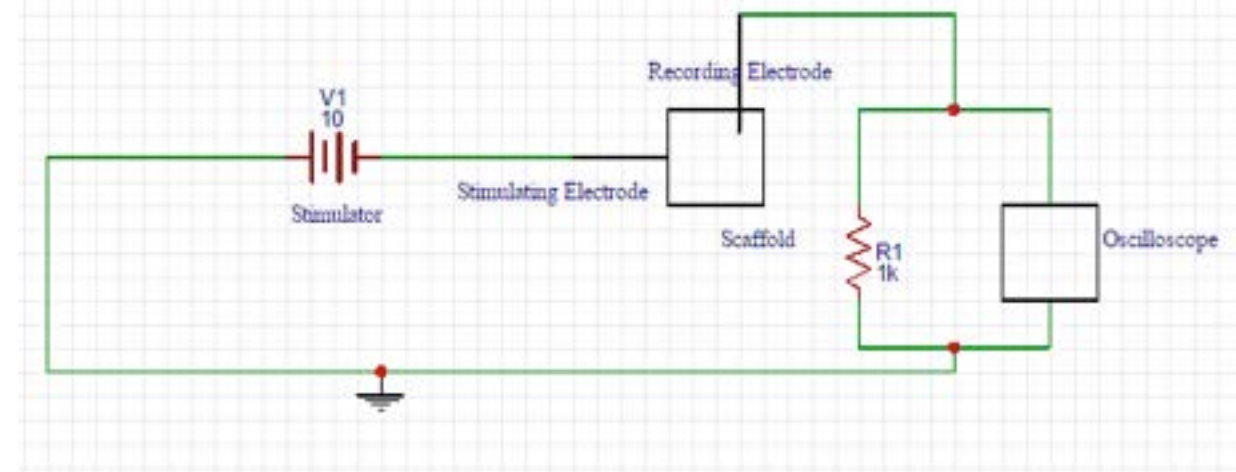 Recording Electrode
V1
10
Stimulating Electrode
Stimulator
Scaffold
Oscilloscope
R1
1k